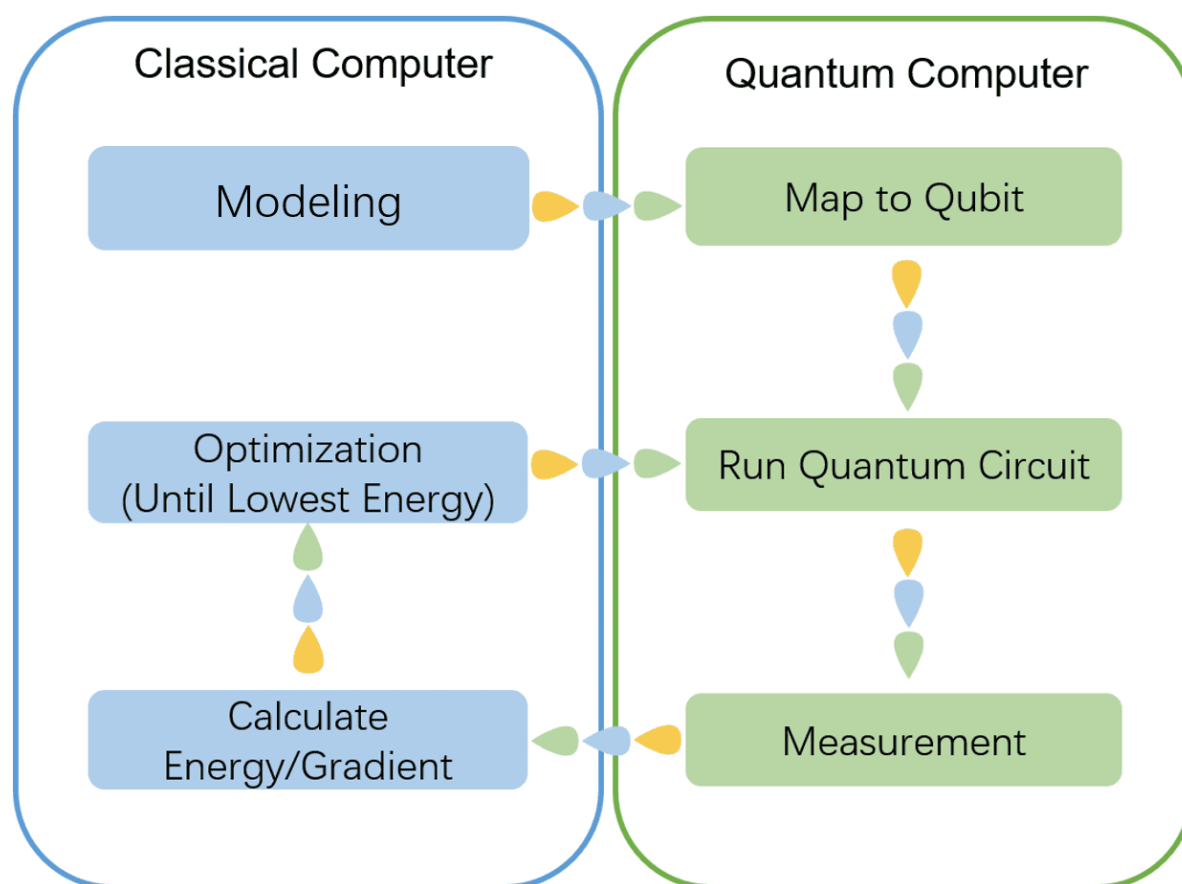 Classical Computer
Quantum Computer
Modeling
Map to Qubit
Optimization
(Until Lowest Energy)
Run Quantum Circuit
Calculate
Energy/Gradient
Measurement